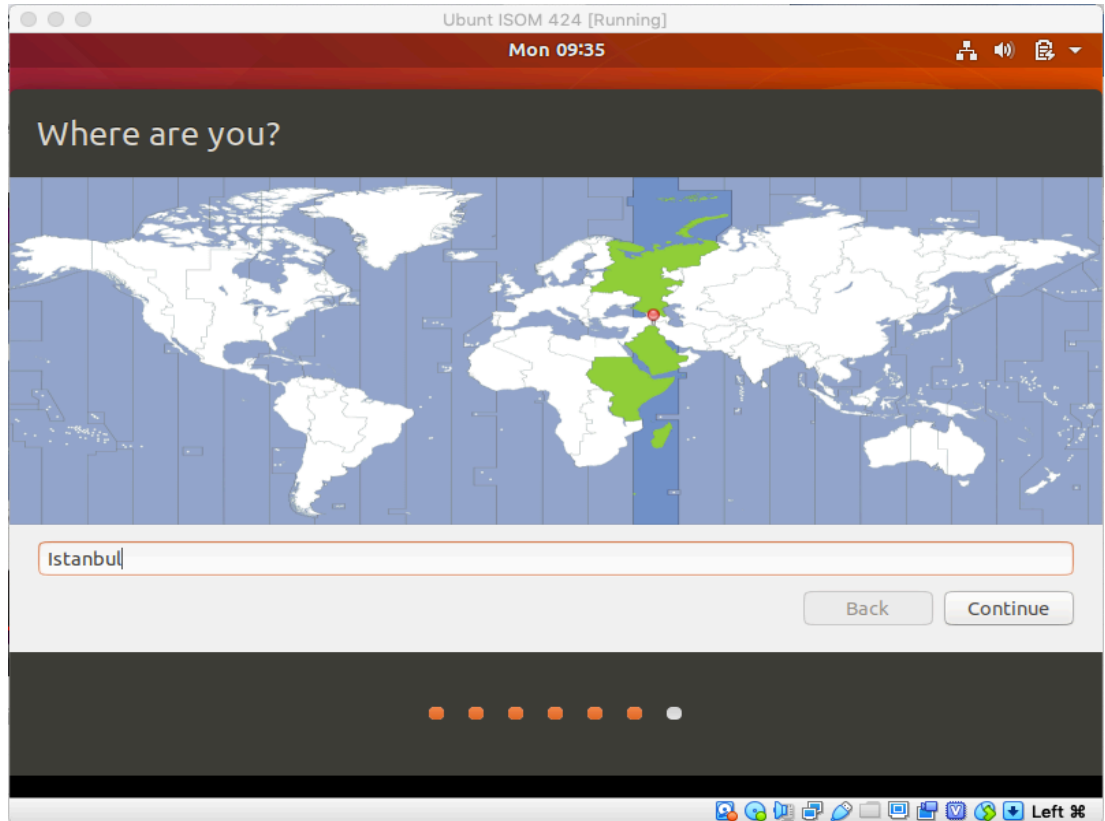 Ubunt ISOM 424 [Running]
Mon 09:35
Where are you?
Istanbul
Back
Continue
Left ⌘